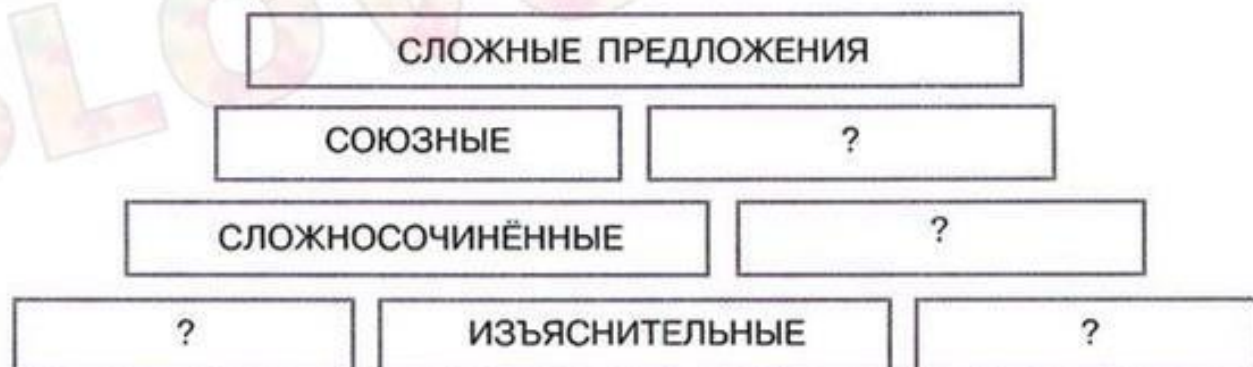 СЛОЖНЫЕ ПРЕДЛОЖЕНИЯ
СОЮЗНЫЕ ?
СЛОЖНОСОЧИНЁННЫЕ ?
? ИЗЪЯСНИТЕЛЬНЫЕ ?